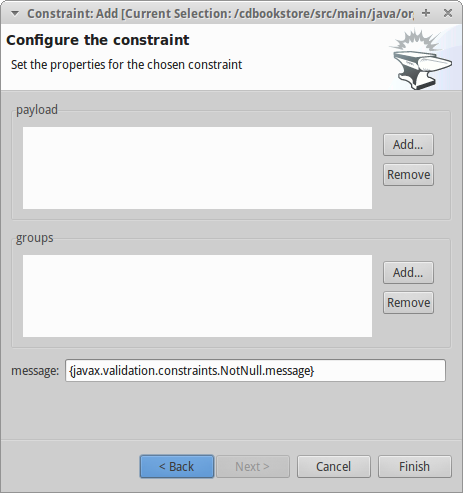 Constraint: Add [Current Selection: /cdbookstore/src/main/java/or
Configure the constraint
Set the properties for the chosen constraint
payload
Add...
Remove
groups
Add...
Remove
message: {javax.validation.constraints.NotNull.message}
< Back Next > Cancel Finish